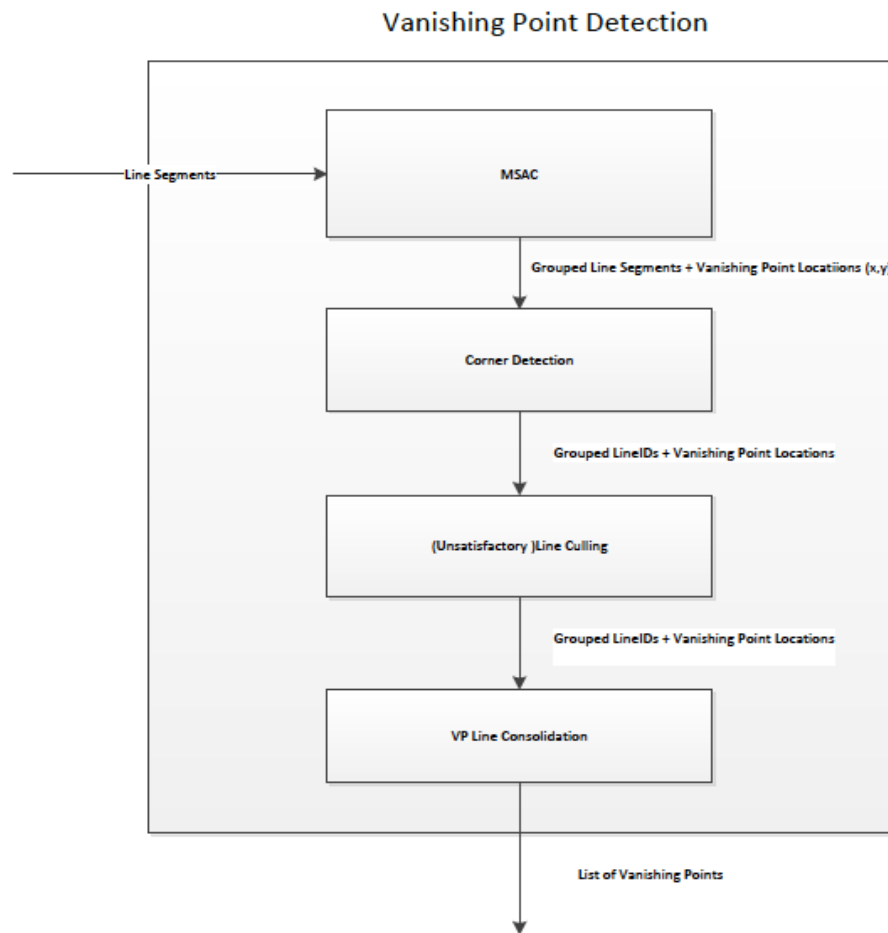 Vanishing Point Detection
Line Segments
MSAC
Grouped Line Segments + Vanishing Point Locatiions (x,y)
Corner Detection
Grouped LineIDs + Vanishing Point Locations
(Unsatisfactory )Line Culling
Grouped LineIDs + Vanishing Point Locations
VP Line Consolidation
List of Vanishing Points